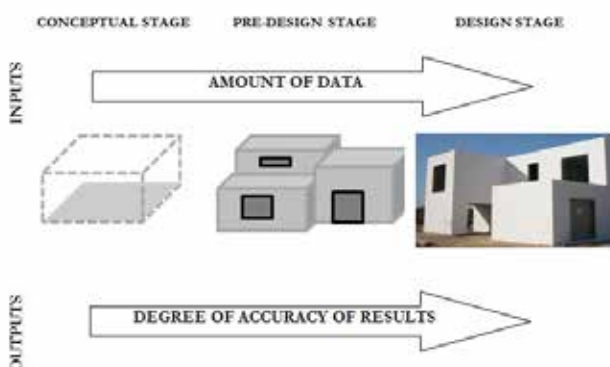 CONCEPTUAL STAGE PRE-DESIGN STAGE DESIGN STAGE
INPUTS
AMOUNT OF DATA
OUTPUTS
DEGREE OF ACCURACY OF RESULTS